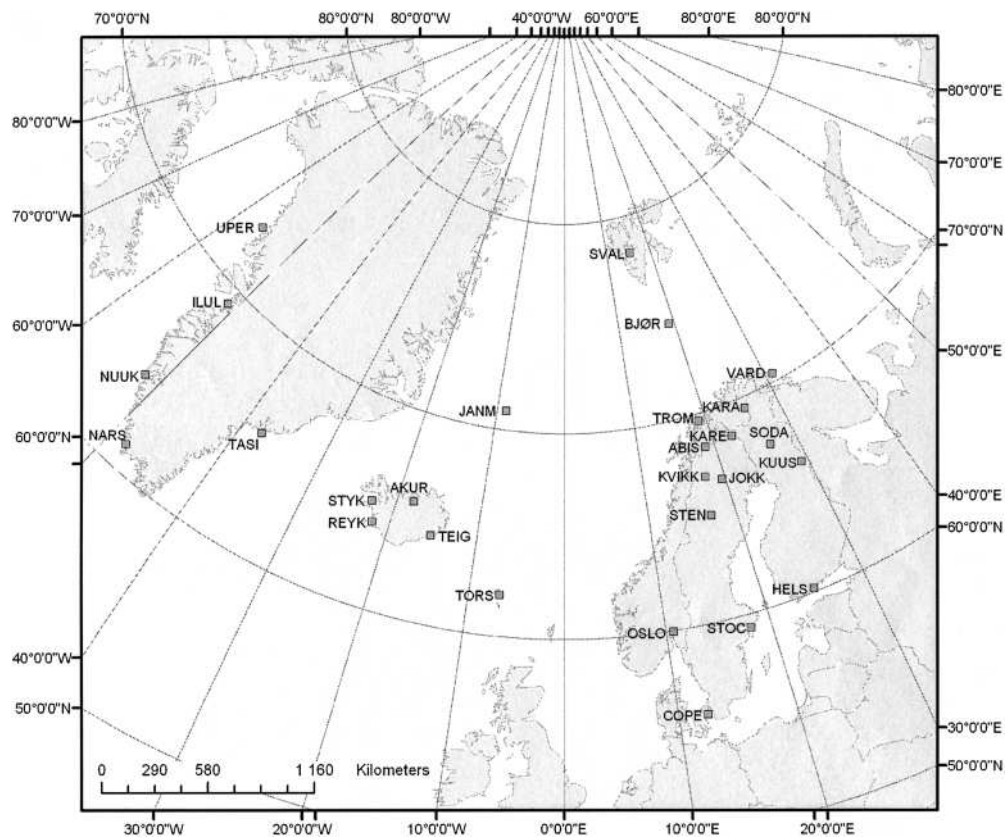 70°0'0"N 80°0'0"W 80°0'0"W 40°0'0"W 60°0'0"E 80°0'0"E 80°0'0"N
80°0'0"E
80°0'0"W
70°0'0"E
70°0'0"W
UPER
70°0'0"N
SVAL
ILUL
BJØR
60°0'0"W
50°0'0"E
NUUK
VARD
JANM
KARA
TROM
NARS
60°0'0"N
TASI
KARE
SODA
ABIS
KUUS
KVIKK
JOKK
AKUR
STYK
40°0'0"E
STEN
REYK
60°0'0"N
TEIG
HELS
TORS
STOC
OSLO
40°0'0"W
50°0'0"N
COPE
30°0'0"E
50°0'0"N
0 290 580 1 160 Kilometers
30°0'0"W 20°0'0"W 10°0'0"W 0°0'0"E 10°0'0"E 20°0'0"E